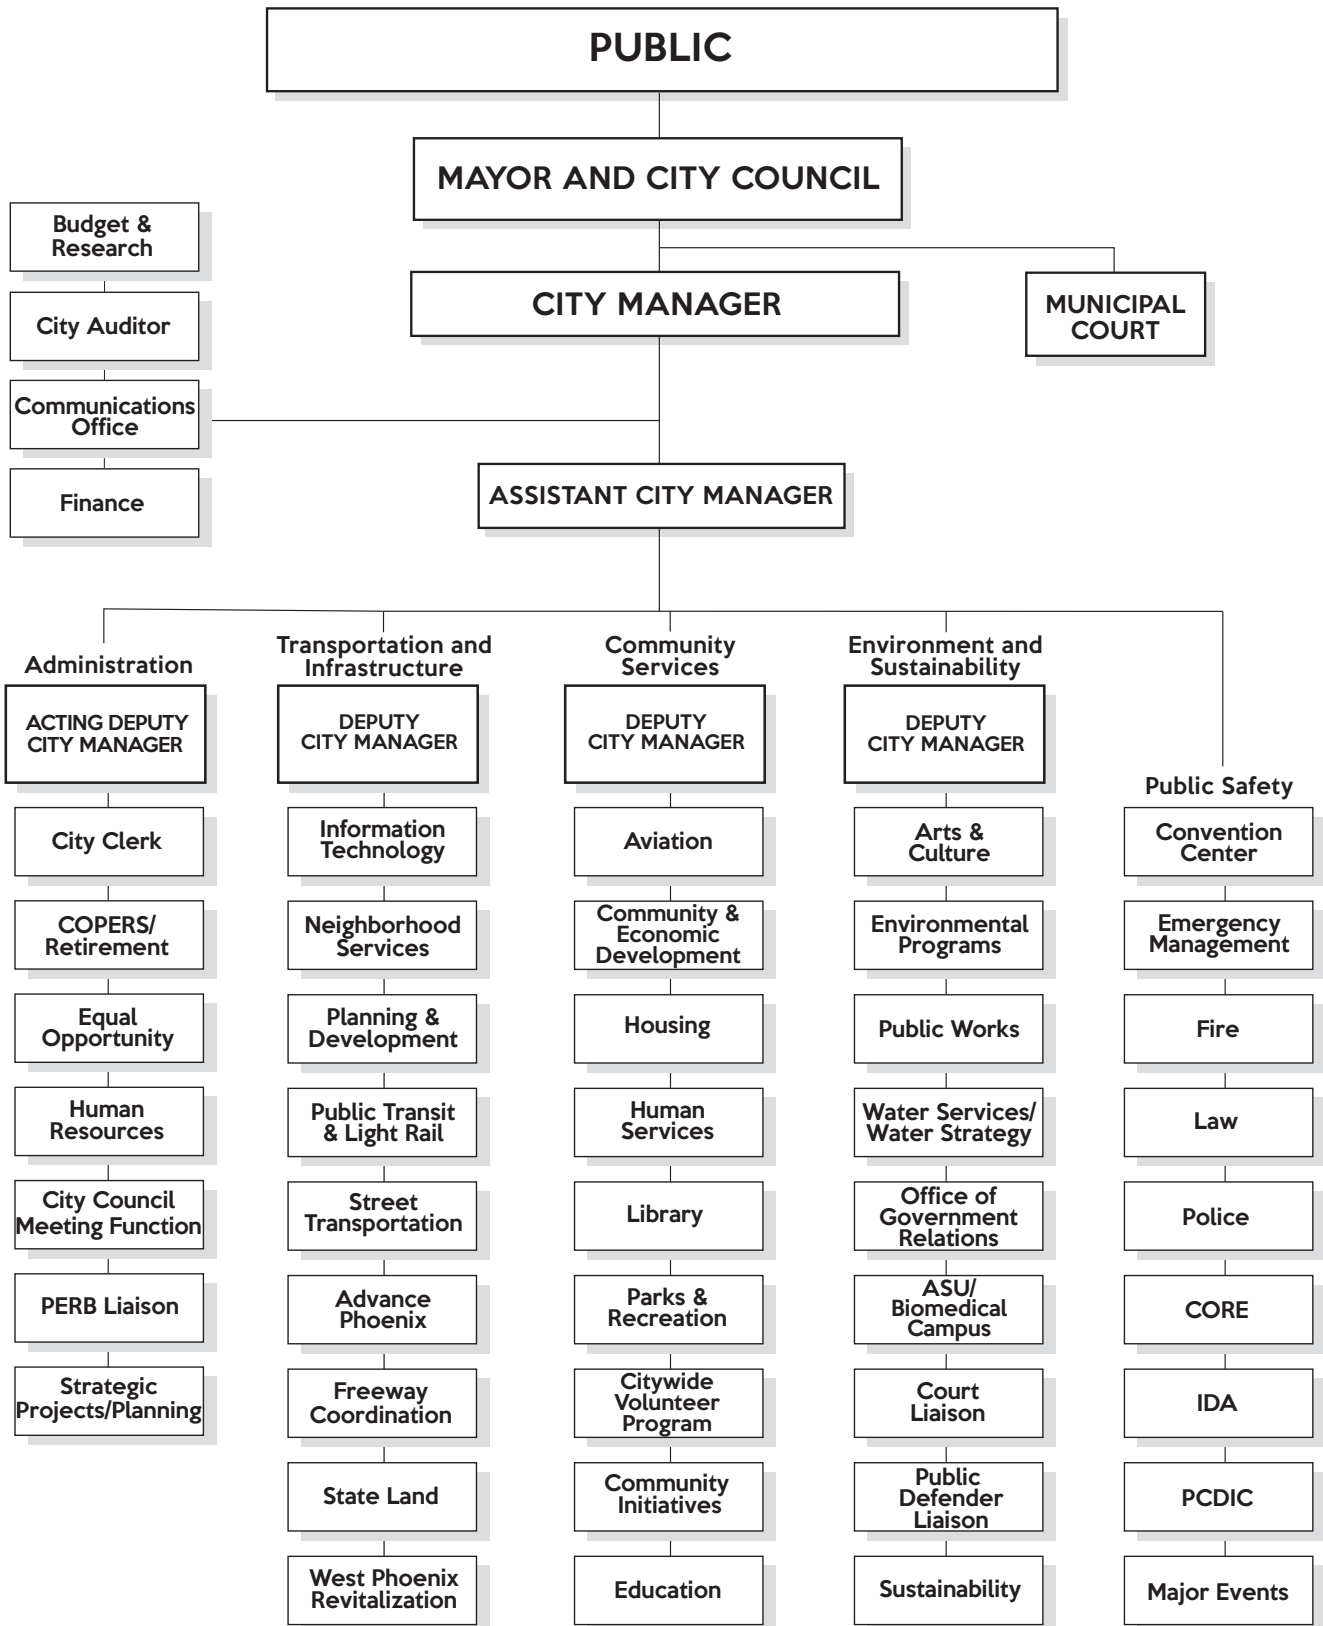 PUBLIC
MAYOR AND CITY COUNCIL
Budget &
Research
CITY MANAGER
MUNICIPAL
COURT
City Auditor
Communications
Office
Finance
ASSISTANT CITY MANAGER
Administration
ACTING DEPUTY
CITY MANAGER
City Clerk
COPERS/
Retirement
Equal
Opportunity
Human
Resources
City Council
Meeting Function
PERB Liaison
Strategic
Projects/Planning
Transportation and
Infrastructure
DEPUTY
CITY MANAGER
Information
Technology
Neighborhood
Services
Planning &
Development
Public Transit
& Light Rail
Street
Transportation
Advance
Phoenix
Freeway
Coordination
State Land
West Phoenix
Revitalization
Community
Services
DEPUTY
CITY MANAGER
Aviation
Community &
Economic
Development
Housing
Human
Services
Library
Parks &
Recreation
Citywide
Volunteer
Program
Community
Initiatives
Education
Environment and
Sustainability
DEPUTY
CITY MANAGER
Arts &
Culture
Environmental
Programs
Public Works
Water Services/
Water Strategy
Office of
Government
Relations
ASU/
Biomedical
Campus
Court
Liaison
Public
Defender
Liaison
Sustainability
Public Safety
Convention
Center
Emergency
Management
Fire
Law
Police
CORE
IDA
PCDIC
Major Events